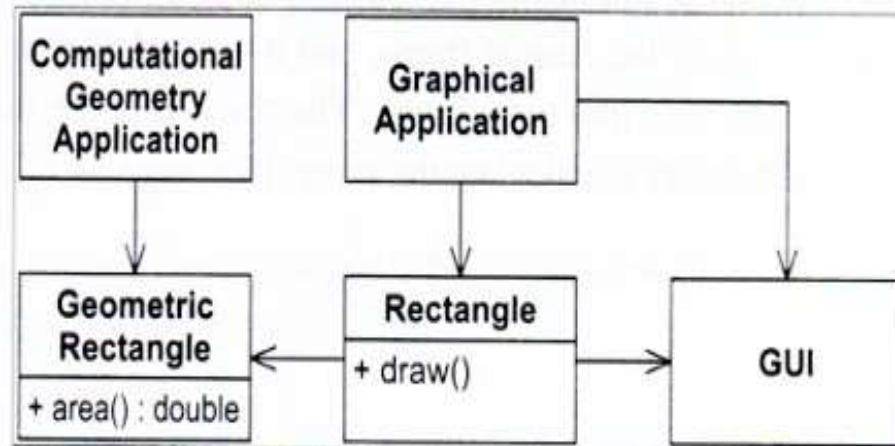 Computational
Geometry
Application
Graphical
Application
Geometric
Rectangle
+ area() : double
Rectangle
+ draw()
GUI